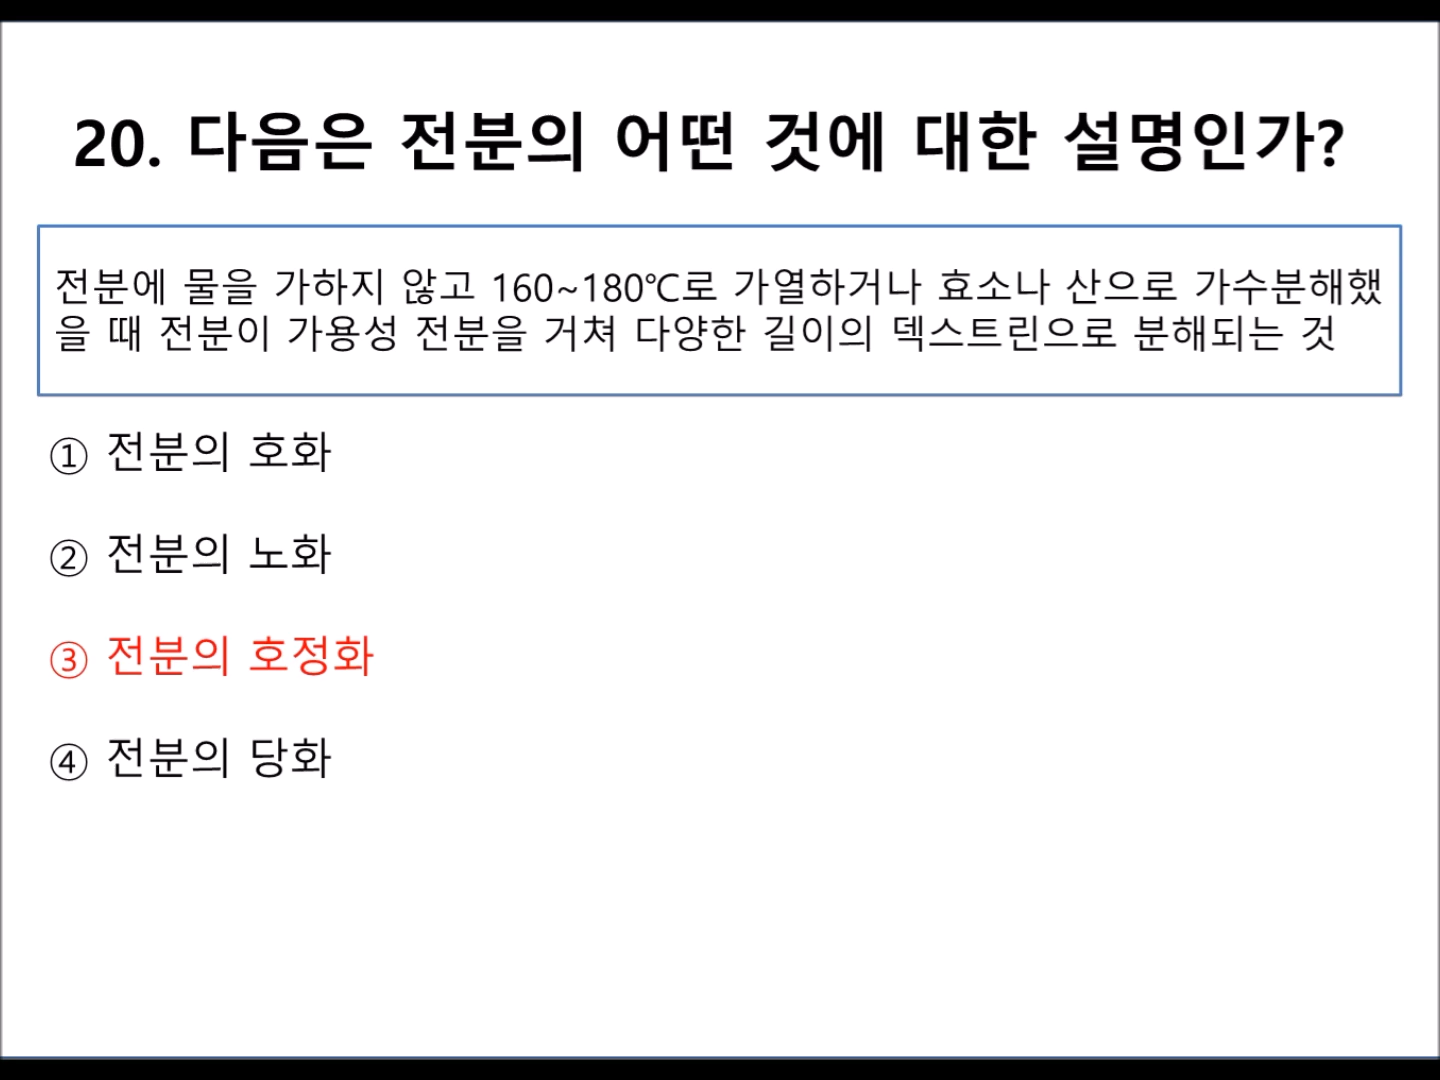 20. 다음은 전분의 어떤 것에 대한 설명인가?
전분에 물을 가하지 않고 160~180℃로 가열하거나 효소나 산으로 가수분해했
을 때 전분이 가용성 전분을 거쳐 다양한 길이의 덱스트린으로 분해되는 것
① 전분의 호화
② 전분의 노화
③ 전분의 호정화
④ 전분의 당화